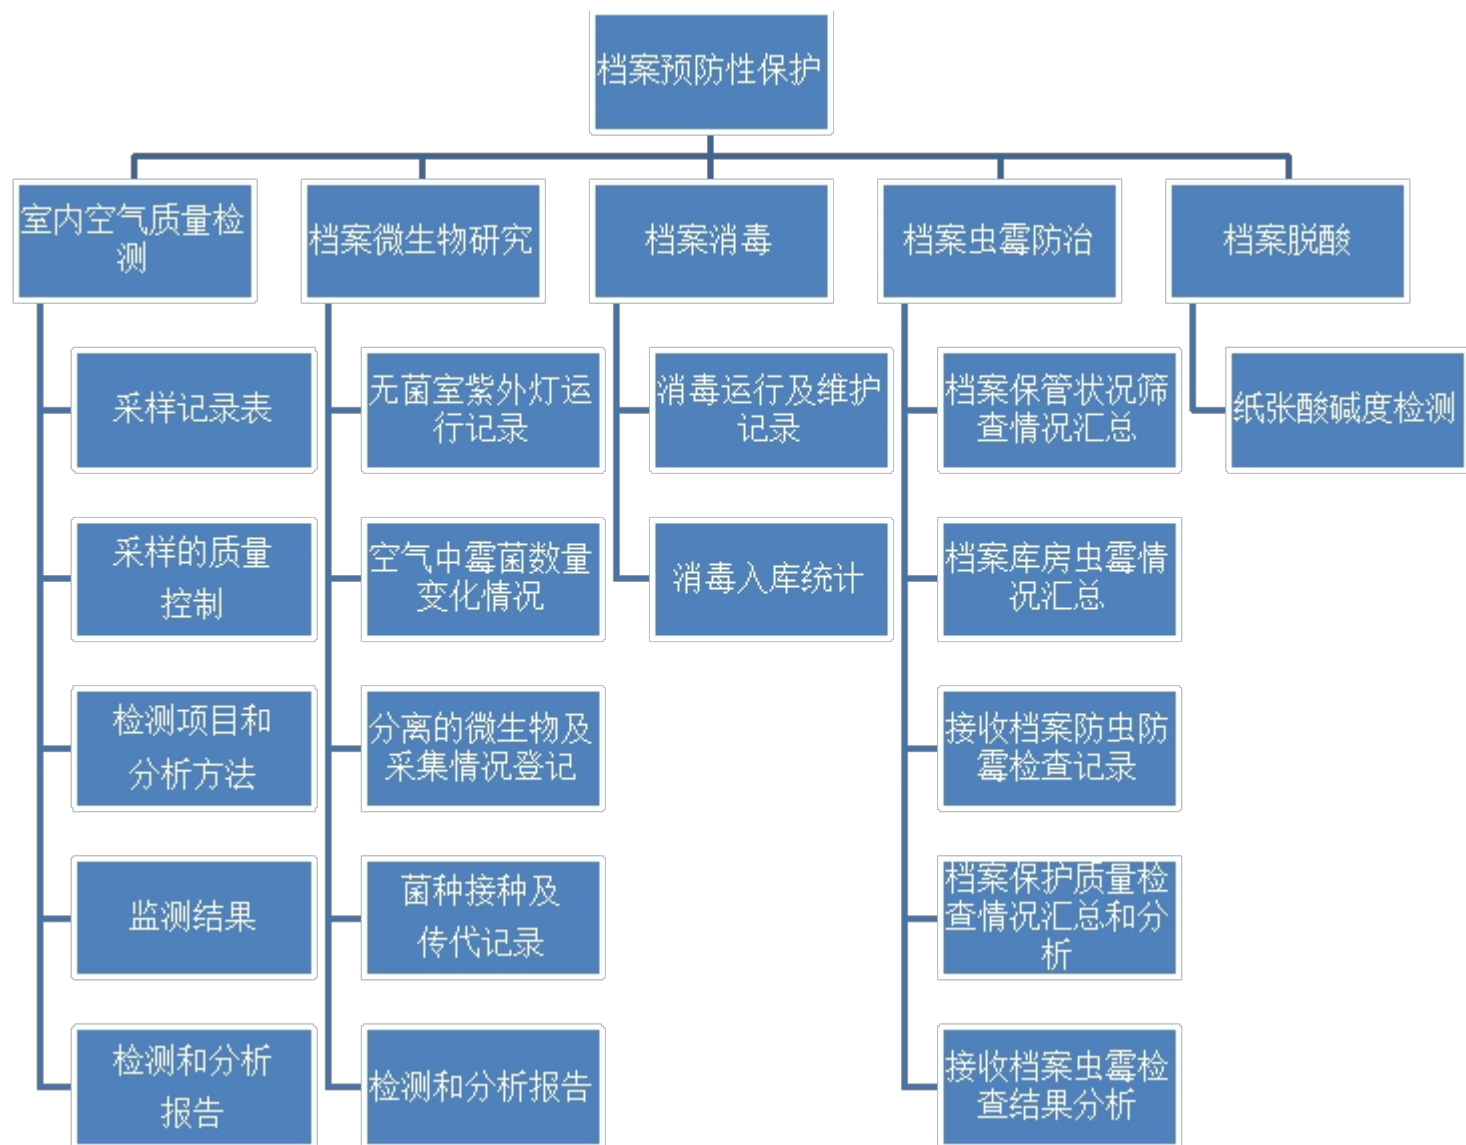 档案预防性保护
室内空气质量检
测
档案微生物研究
档案消毒
档案虫霉防治
档案脱酸
采样记录表
采样的质量
控制
检测项目和
分析方法
监测结果
检测和分析
报告
无菌室紫外灯运
行记录
空气中霉菌数量
变化情况
分离的微生物及
采集情况登记
菌种接种及
传代记录
检测和分析报告
消毒运行及维护
记录
消毒入库统计
档案保管状况筛
查情况汇总
档案库房虫霉情
况汇总
接收档案防虫防
霉检查记录
档案保护质量检
查情况汇总和分
析
接收档案虫霉检
查结果分析
纸张酸碱度检测